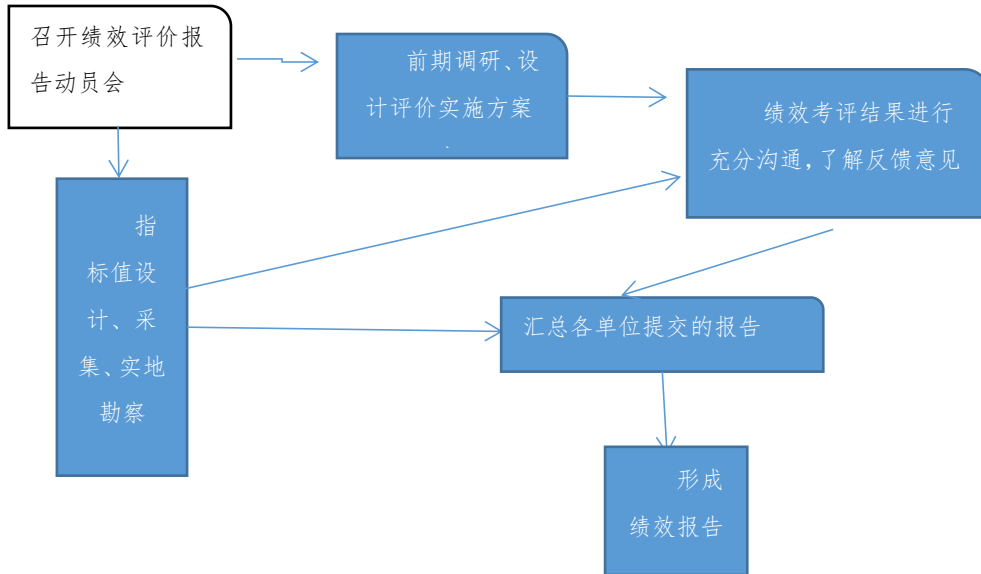 召开绩效评价报
告动员会
前期调研、设
计评价实施方案
.
绩效考评结果进行
充分沟通,了解反馈意见
指
标值设
计、采
集、实地
勘察
汇总各单位提交的报告
形成
绩效报告